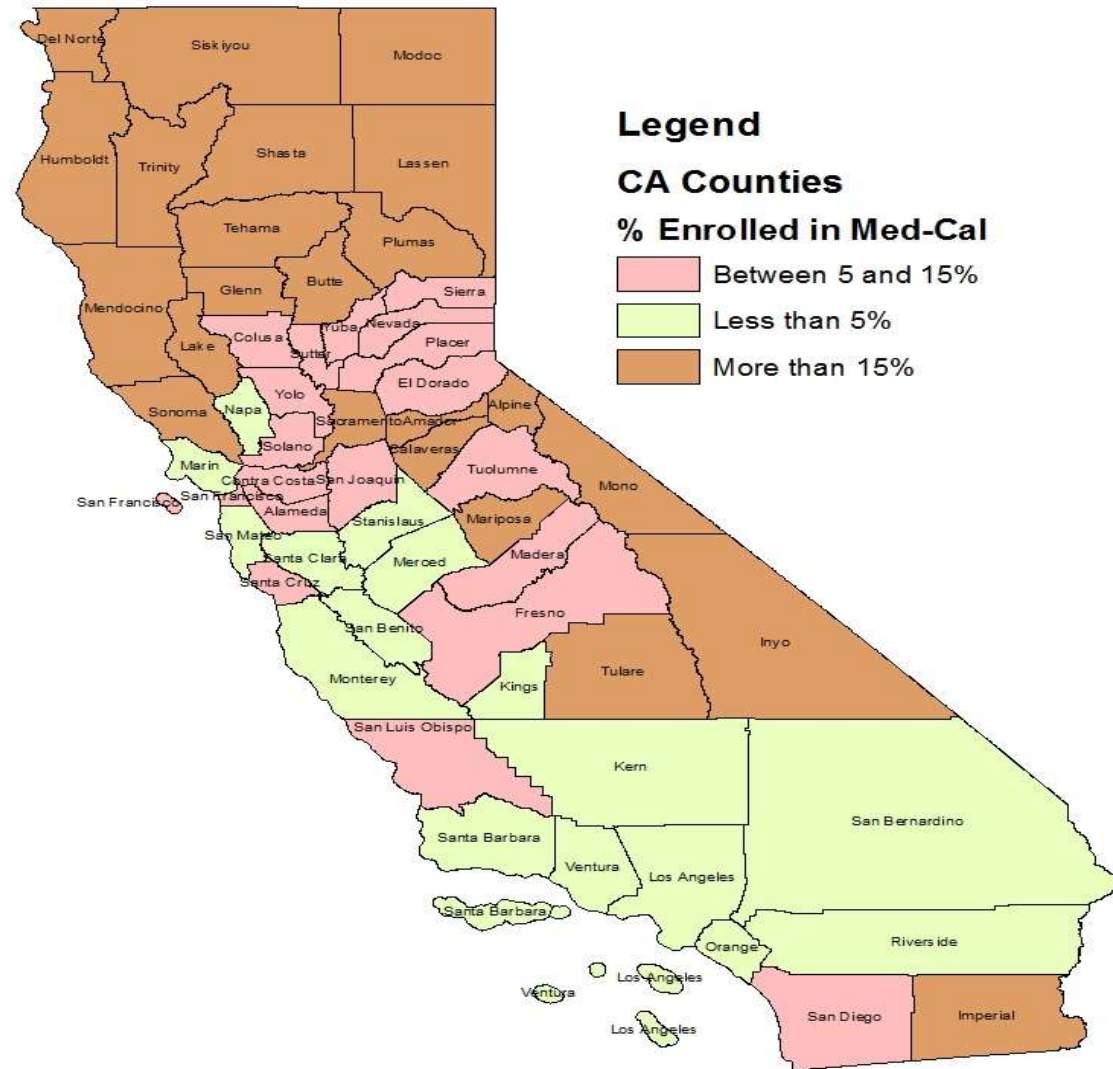 Del Norte
Siskiyou
Modoc
Legend
CA Counties
% Enrolled in Med-Cal
Between 5 and 15%
Less than 5%
More than 15%
Humboldt
Trinity
Shasta
Lassen
Tehama
Plumas
Mendocino
Glenn
Butte
Sierra
Lake
Colusa
Sutter
Yuba
Nevada
Placer
Sonoma
Napa
Yolo
El Dorado
Sacramento
Amador
Alpine
Solano
Calaveras
Marin
Contra Costa
San Joaquin
Tuolumne
Mono
San Francisco
San Francisco
Alameda
Stanislaus
Mariposa
San Mateo
Santa Clara
Merced
Madera
Santa Cruz
Fresno
San Benito
Inyo
Monterey
Kings
Tulare
San Luis Obispo
Kern
San Bernardino
Santa Barbara
Ventura
Los Angeles
Santa Barbara
Orange
Riverside
Los Angeles
Ventura
Los Angeles
San Diego
Imperial